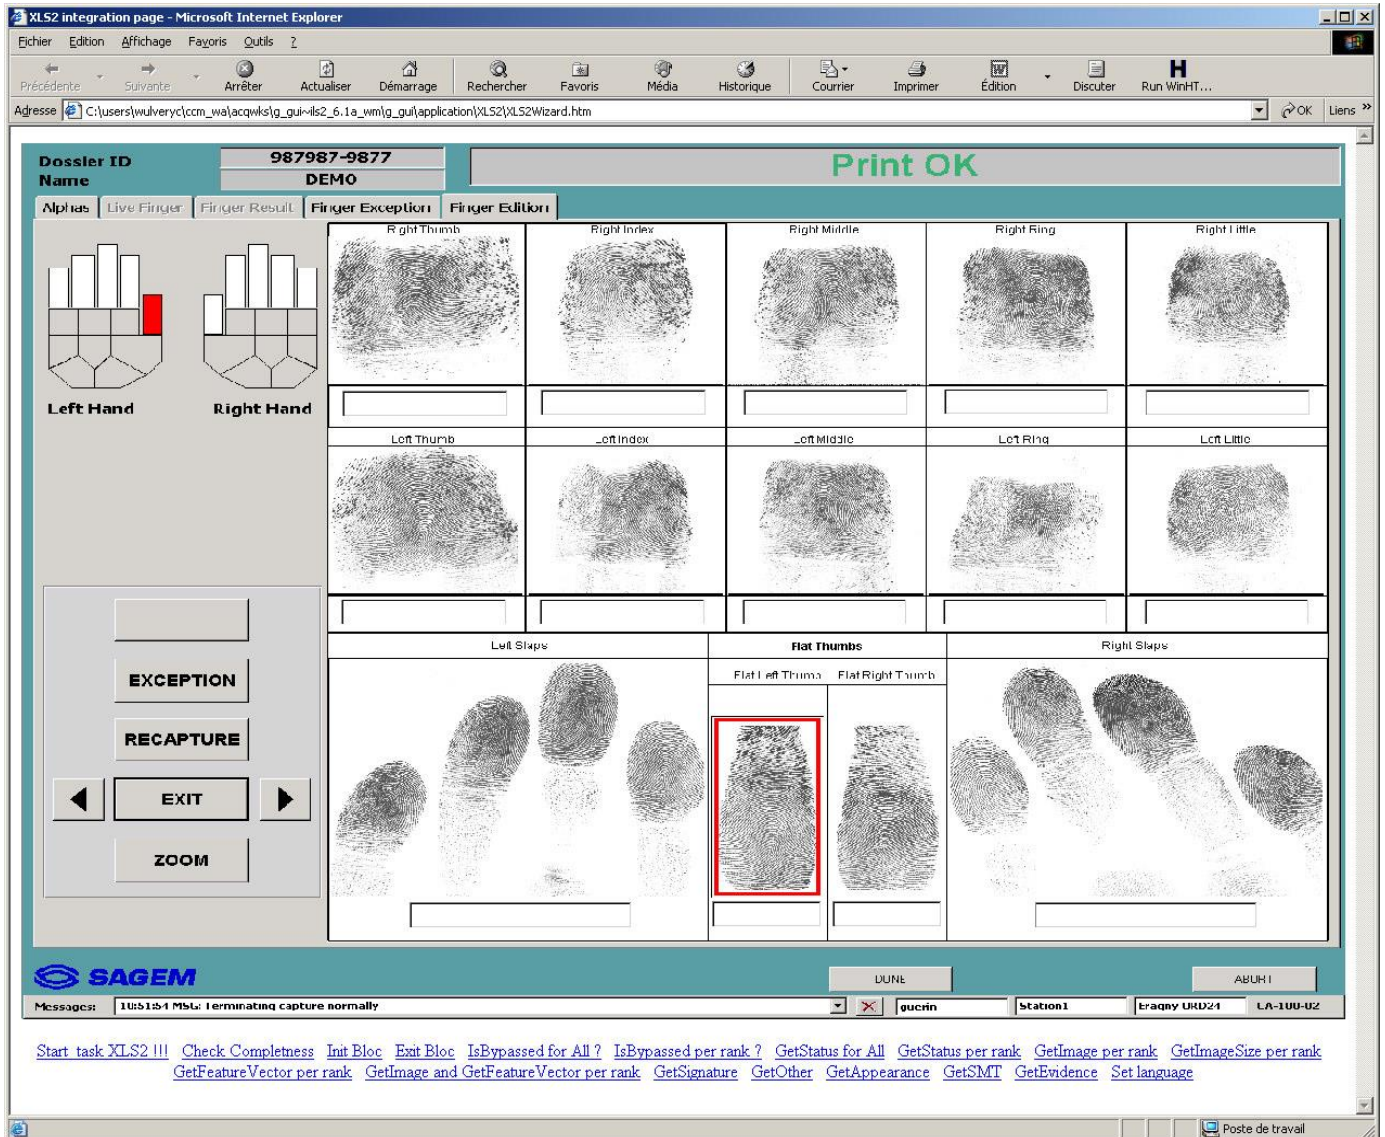 XLS2 integration page - Microsoft Internet Explorer
Fichier Edition Affichage Favoris Outils ?
Précédente Suivante Arrêter Actualiser Démarrage Rechercher Favoris Média Historique Courrier Imprimer Édition Discuter Run WinHT...
Adresse C:\users\wulveryc\ccm_wa\acqwks\g_gui~ils2_6.1a_wm\g_gui\application\XLS2\XLS2Wizard.htm OK Liens »
Dossier ID 987987-9877 Print OK
Name DEMO
Alphas Live Finger Finger Result Finger Exception Finger Edition
Right Thumb Right Index Right Middle Right Ring Right Little
Left Hand Right Hand
Left Thumb Left Index Left Middle Left Ring Left Little
Left Slaps Flat Thumbs Right Slaps
Flat Left Thumb Flat Right Thumb
EXCEPTION
RECAPTURE
EXIT
ZOOM
SAGEM DONE ABORT
Messages: 10:51:54 MSG: Terminating capture normally guerin Station1 Eragny URD24 LA-100-02
Start task XLS2 !!! Check Completness Init Bloc Exit Bloc IsBypassed for All ? IsBypassed per rank ? GetStatus for All GetStatus per rank GetImage per rank GetImageSize per rank
GetFeatureVector per rank GetImage and GetFeatureVector per rank GetSignature GetOther GetAppearance GetSMT GetEvidence Set language
Poste de travail